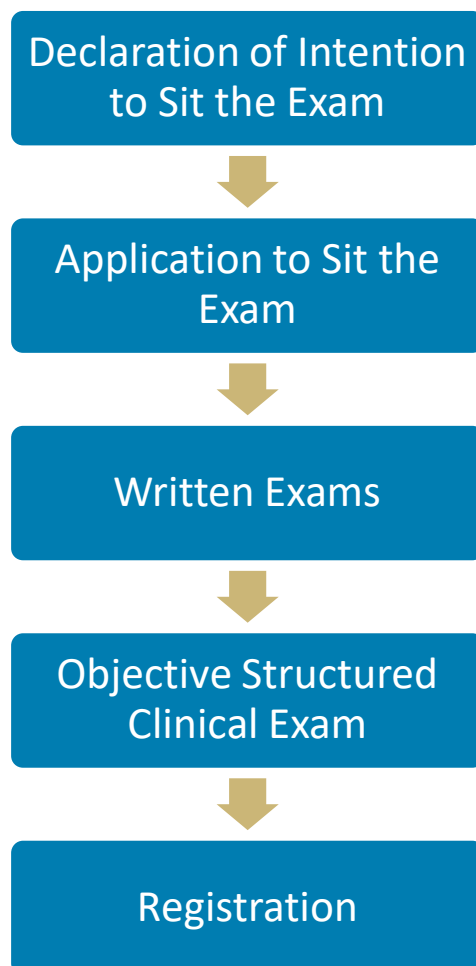 Declaration of Intention
to Sit the Exam
Application to Sit the
Exam
Written Exams
Objective Structured
Clinical Exam
Registration